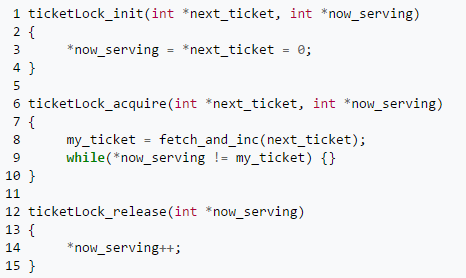 1 ticketLock_init(int *next_ticket, int *now_serving)
2 {
3     *now_serving = *next_ticket = 0;
4 }
5
6 ticketLock_acquire(int *next_ticket, int *now_serving)
7 {
8     my_ticket = fetch_and_inc(next_ticket);
9     while(*now_serving != my_ticket) {}
10 }
11
12 ticketLock_release(int *now_serving)
13 {
14     *now_serving++;
15 }